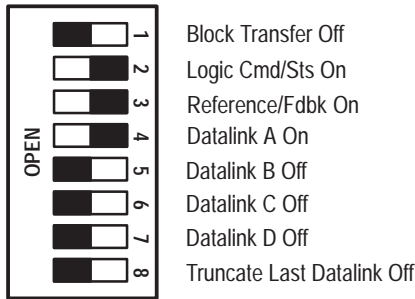 OPEN
1 Block Transfer Off
2 Logic Cmd/Sts On
3 Reference/Fdbk On
4 Datalink A On
5 Datalink B Off
6 Datalink C Off
7 Datalink D Off
8 Truncate Last Datalink Off